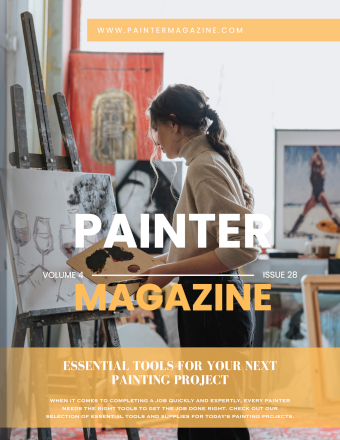 WWW.PAINTERMAGAZINE.COM
PAINTER
VOLUME 4
ISSUE 28
MAGAZINE
ESSENTIAL TOOLS FOR YOUR NEXT
PAINTING PROJECT
WHEN IT COMES TO COMPLETING A JOB QUICKLY AND EXPERTLY, EVERY PAINTER
NEEDS THE RIGHT TOOLS TO GET THE JOB DONE RIGHT. CHECK OUT OUR
SELECTION OF ESSENTIAL TOOLS AND SUPPLIES FOR TODAY'S PAINTING PROJECTS.